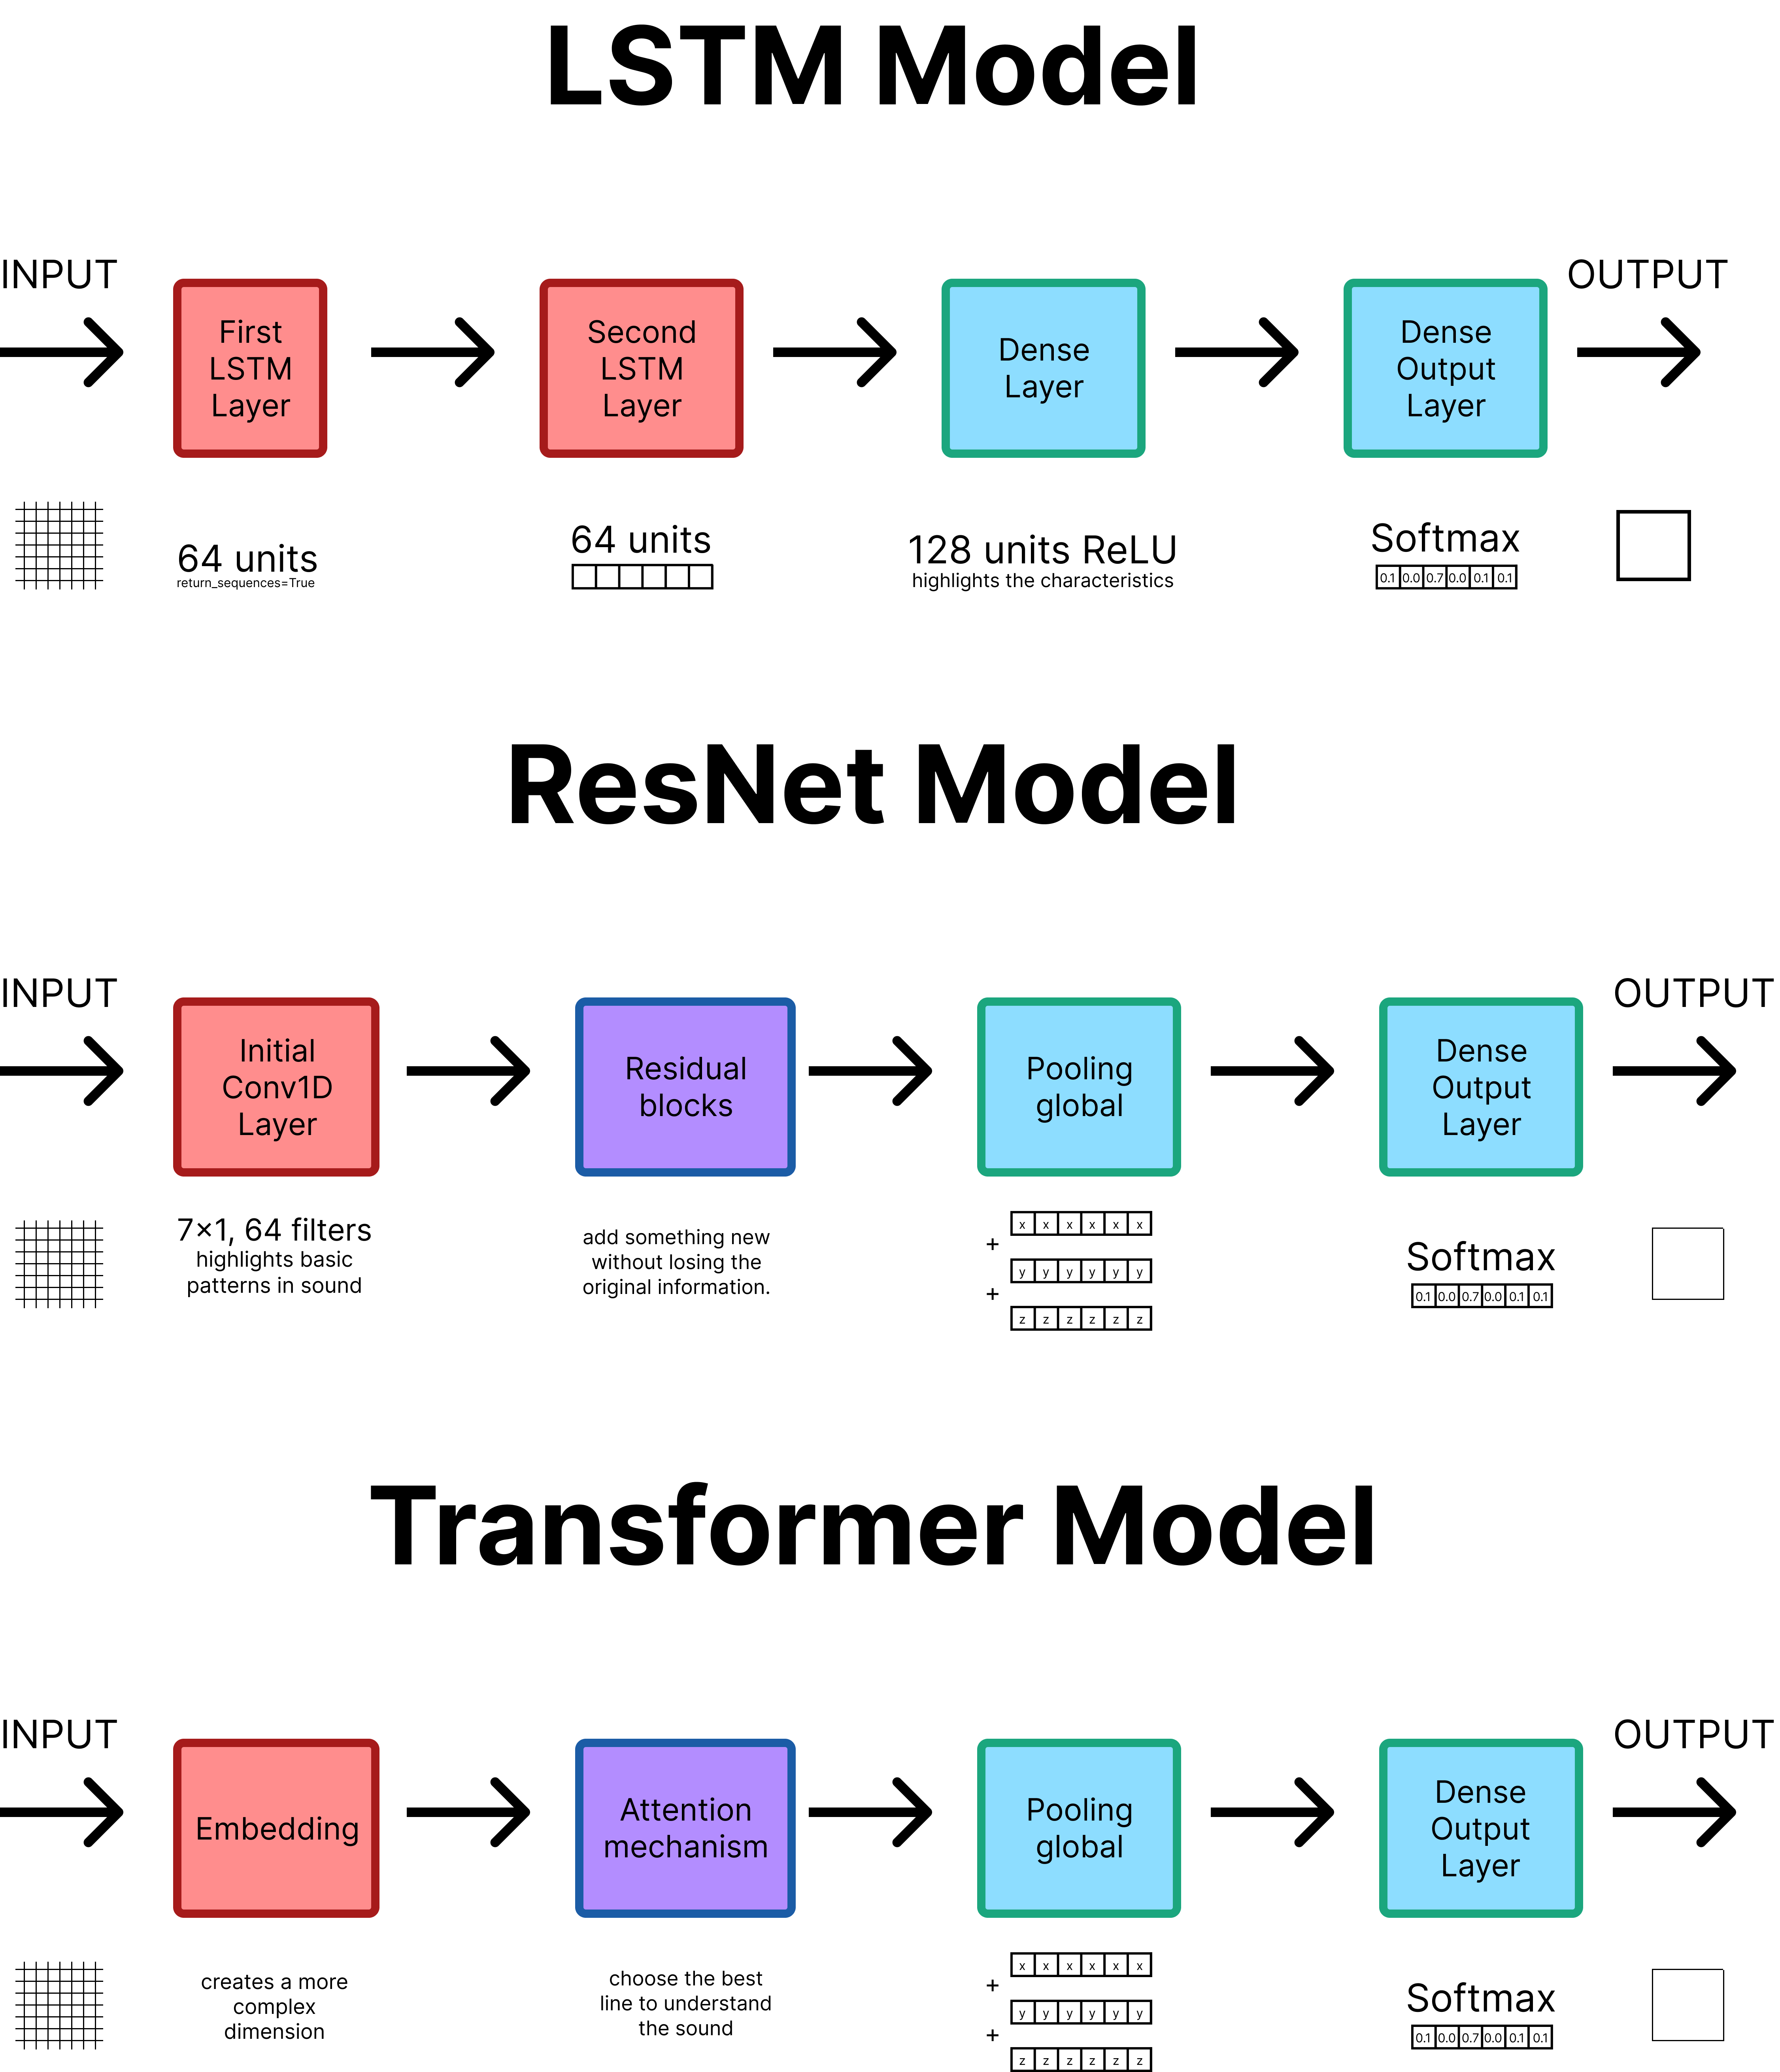 LSTM Model
INPUT
First
LSTM
Layer
Second
LSTM
Layer
Dense
Layer
Dense
Output
Layer
OUTPUT
64 units
return_sequences=True
64 units
128 units ReLU
highlights the characteristics
Softmax
0.1 0.0 0.7 0.0 0.1 0.1
ResNet Model
INPUT
Initial
Conv1D
Layer
Residual
blocks
Pooling
global
Dense
Output
Layer
OUTPUT
7×1, 64 filters
highlights basic
patterns in sound
add something new
without losing the
original information.
x x x x x x
+
y y y y y y
+
z z z z z z
Softmax
0.1 0.0 0.7 0.0 0.1 0.1
Transformer Model
INPUT
Embedding
Attention
mechanism
Pooling
global
Dense
Output
Layer
OUTPUT
creates a more
complex
dimension
choose the best
line to understand
the sound
x x x x x x
+
y y y y y y
+
z z z z z z
Softmax
0.1 0.0 0.7 0.0 0.1 0.1